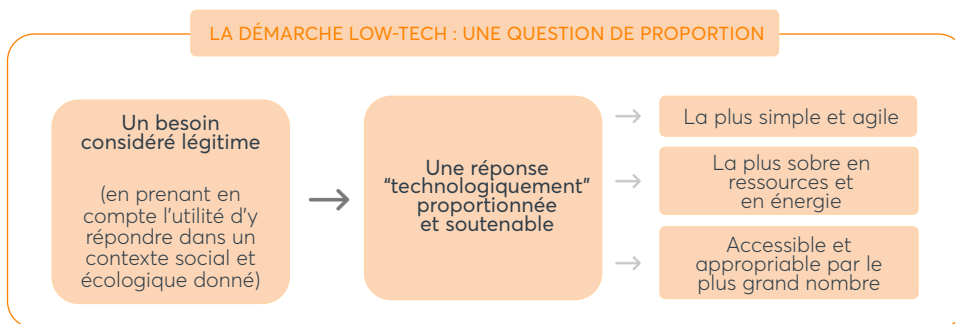 LA DÉMARCHE LOW-TECH : UNE QUESTION DE PROPORTION
Un besoin
considéré légitime
(en prenant en
compte l'utilité d'y
répondre dans un
contexte social et
écologique donné)
Une réponse
“technologiquement”
proportionnée
et soutenable
La plus simple et agile
La plus sobre en
ressources et
en énergie
Accessible et
appropriable par le
plus grand nombre